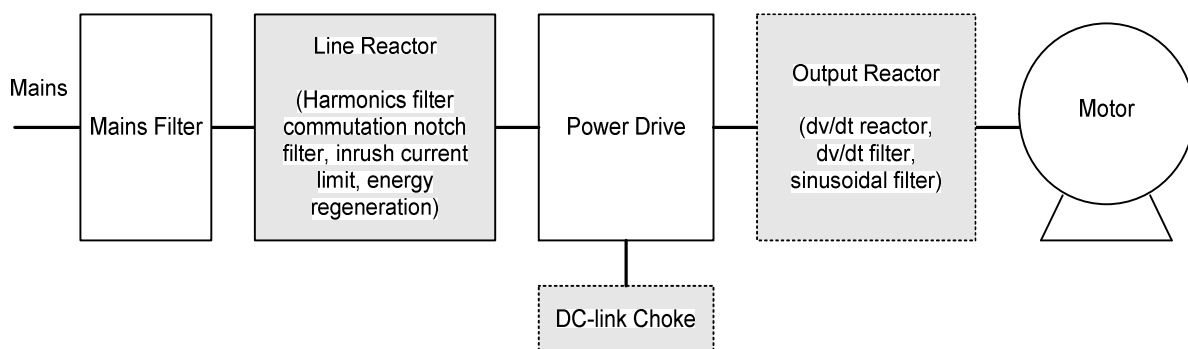 Mains
Mains Filter
Line Reactor
(Harmonics filter
commutation notch
filter, inrush current
limit, energy
regeneration)
Power Drive
DC-link Choke
Output Reactor
(dv/dt reactor,
dv/dt filter,
sinusoidal filter)
Motor